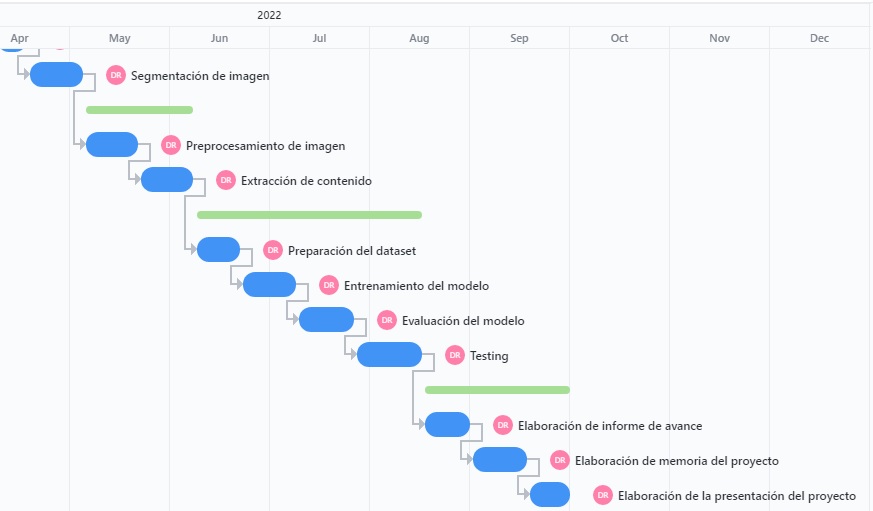 2022
Apr May Jun Jul Aug Sep Oct Nov Dec
DR Segmentación de imagen
DR Preprocesamiento de imagen
DR Extracción de contenido
DR Preparación del dataset
DR Entrenamiento del modelo
DR Evaluación del modelo
DR Testing
DR Elaboración de informe de avance
DR Elaboración de memoria del proyecto
DR Elaboración de la presentación del proyecto